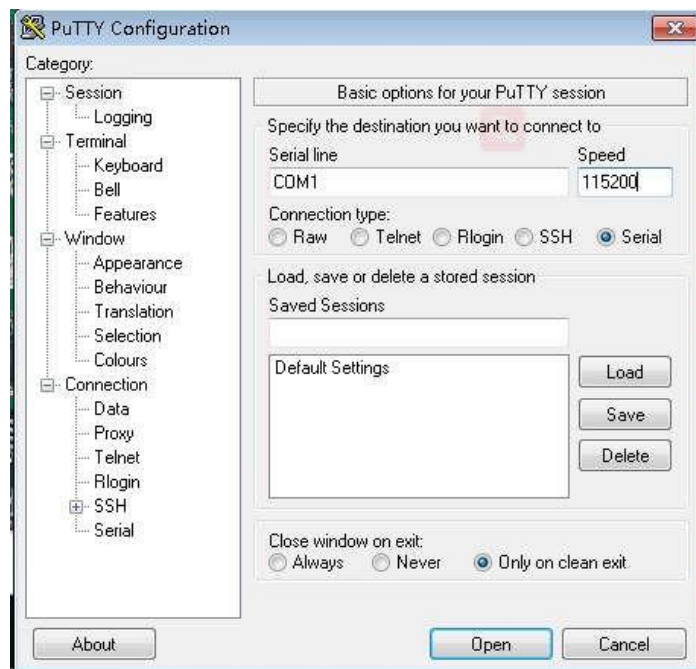 PuTTY Configuration
Category:
Session
Logging
Terminal
Keyboard
Bell
Features
Window
Appearance
Behaviour
Translation
Selection
Colours
Connection
Data
Proxy
Telnet
Rlogin
SSH
Serial
Basic options for your PuTTY session
Specify the destination you want to connect to
Serial line Speed
COM1 115200
Connection type:
Raw Telnet Rlogin SSH Serial
Load, save or delete a stored session
Saved Sessions
Default Settings
Load
Save
Delete
Close window on exit:
Always Never Only on clean exit
About Open Cancel